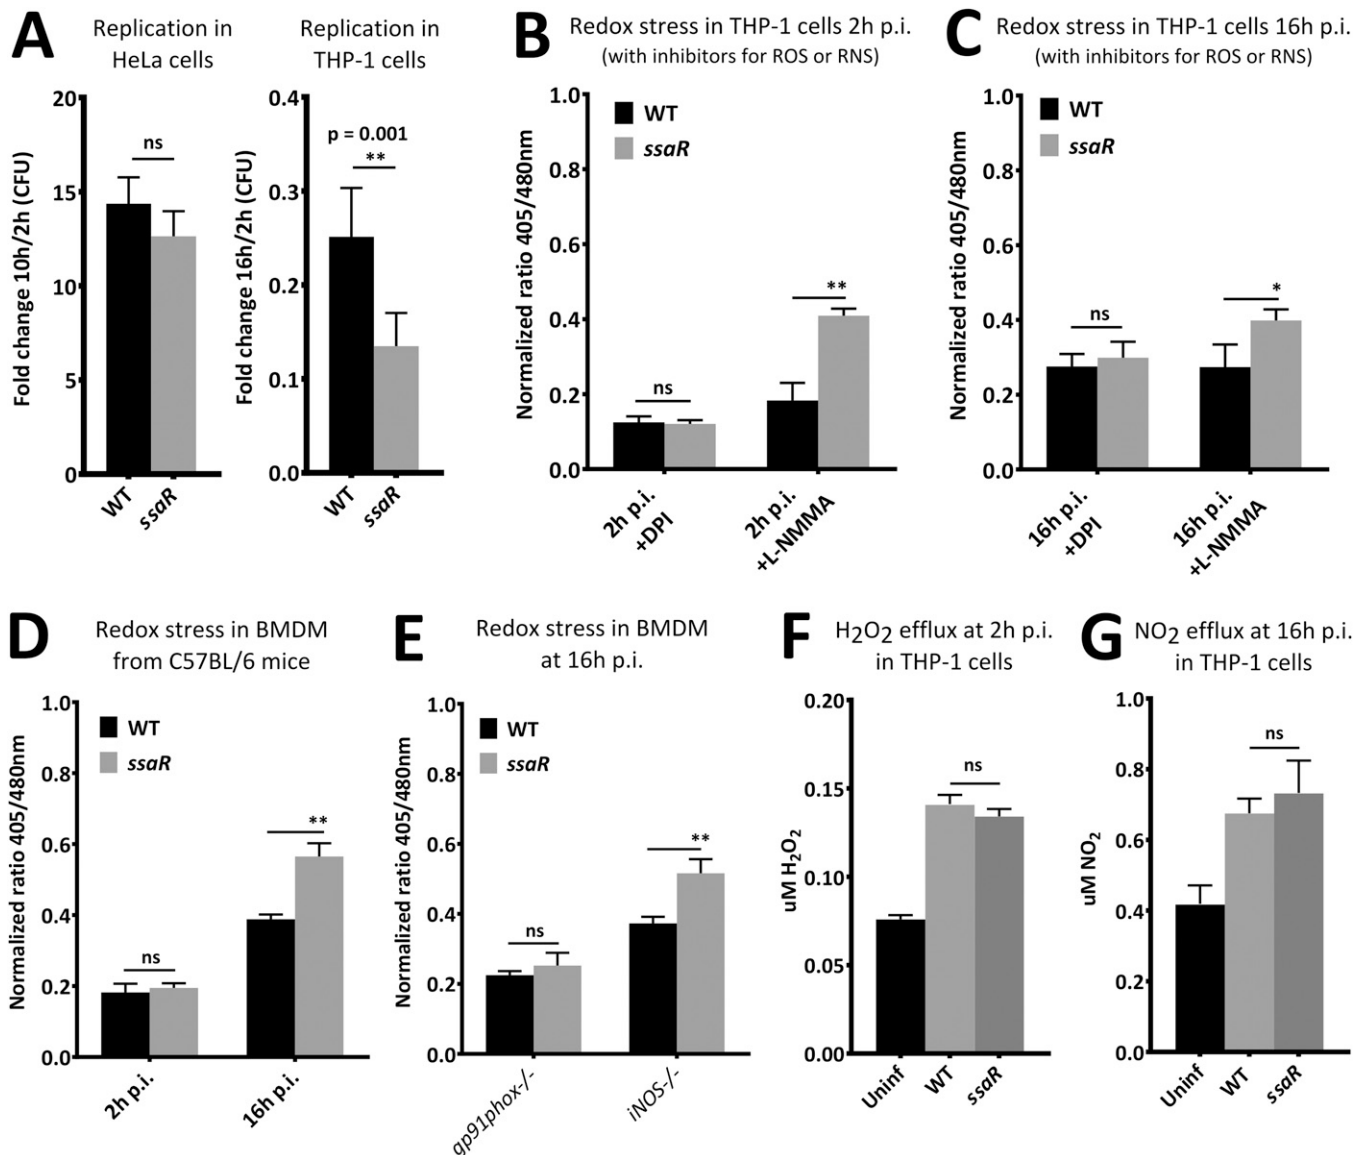 A
Replication in
HeLa cells
Fold change 10h/2h (CFU)
20
15
10
5
0
ns
WT
ssaR
Replication in
THP-1 cells
Fold change 16h/2h (CFU)
0.4
0.3
0.2
0.1
0.0
p = 0.001
**
WT
ssaR
B
Redox stress in THP-1 cells 2h p.i.
(with inhibitors for ROS or RNS)
Normalized ratio 405/480nm
1.0
0.8
0.6
0.4
0.2
0.0
WT
ssaR
ns
**
2h p.i.
+DPI
2h p.i.
+L-NMMA
C
Redox stress in THP-1 cells 16h p.i.
(with inhibitors for ROS or RNS)
Normalized ratio 405/480nm
1.0
0.8
0.6
0.4
0.2
0.0
WT
ssaR
ns
*
16h p.i.
+DPI
16h p.i.
+L-NMMA
D
Redox stress in BMDM
from C57BL/6 mice
Normalized ratio 405/480nm
1.0
0.8
0.6
0.4
0.2
0.0
WT
ssaR
ns
**
2h p.i.
16h p.i.
E
Redox stress in BMDM
at 16h p.i.
Normalized ratio 405/480nm
1.0
0.8
0.6
0.4
0.2
0.0
WT
ssaR
ns
**
gp91phox-/-
iNOS-/-
F
H2O2 efflux at 2h p.i.
in THP-1 cells
uM H2O2
0.20
0.15
0.10
0.05
0.00
ns
Uninf
WT
ssaR
G
NO2 efflux at 16h p.i.
in THP-1 cells
uM NO2
1.0
0.8
0.6
0.4
0.2
0.0
ns
Uninf
WT
ssaR